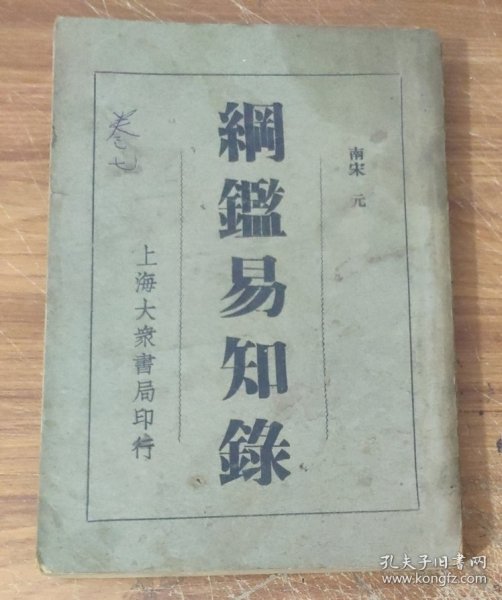 南宋 元
綱鑑易知錄
上海大衆書局印行
卷七
孔夫子旧书网
www.kongfz.com